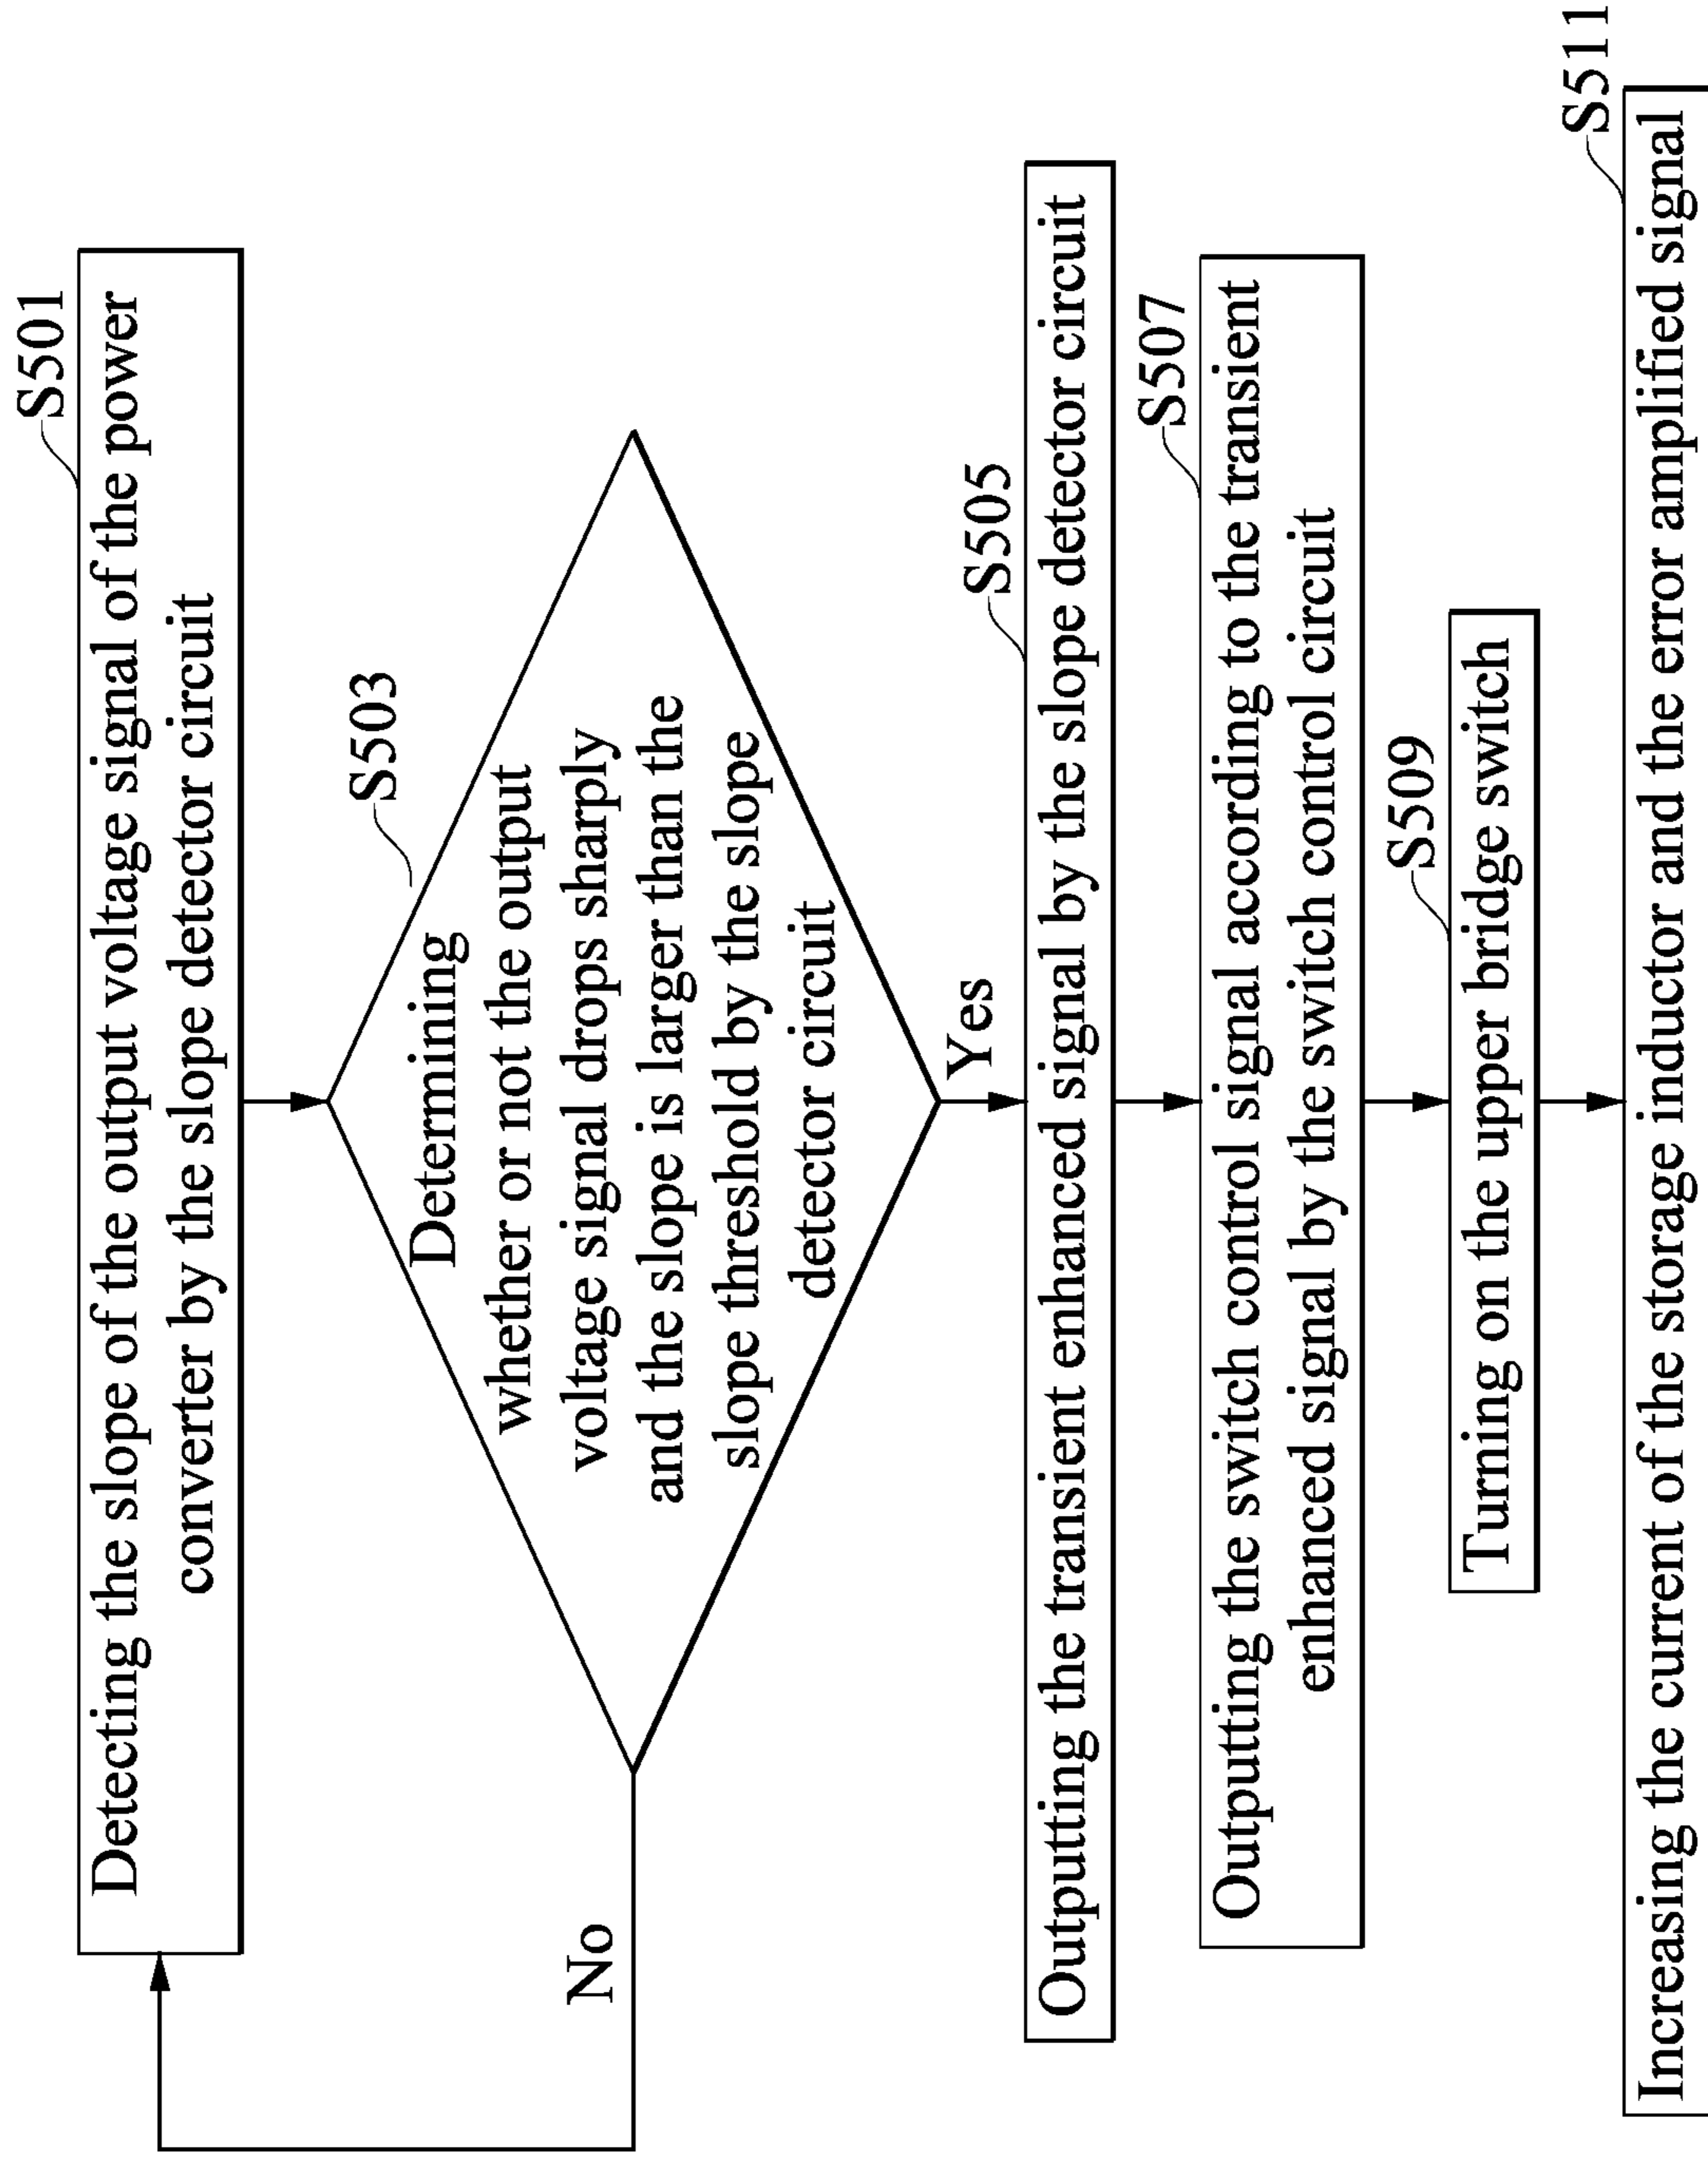 S501
Detecting the slope of the output voltage signal of the power
converter by the slope detector circuit
S503
Determining
whether or not the output
voltage signal drops sharply
and the slope is larger than the
slope threshold by the slope
detector circuit
No
Yes
S505
Outputting the transient enhanced signal by the slope detector circuit
S507
Outputting the switch control signal according to the transient
enhanced signal by the switch control circuit
S509
Turning on the upper bridge switch
S511
Increasing the current of the storage inductor and the error amplified signal